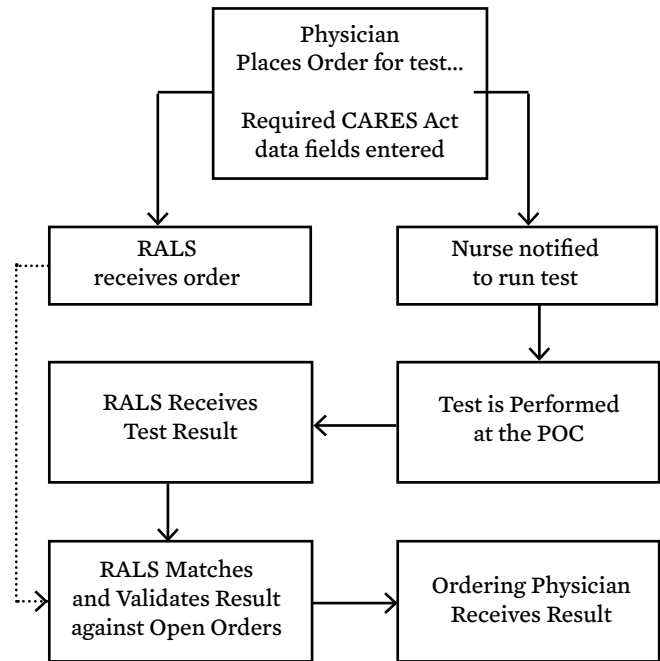 Physician
Places Order for test...
Required CARES Act
data fields entered
RALS
receives order
Nurse notified
to run test
RALS Receives
Test Result
Test is Performed
at the POC
RALS Matches
and Validates Result
against Open Orders
Ordering Physician
Receives Result